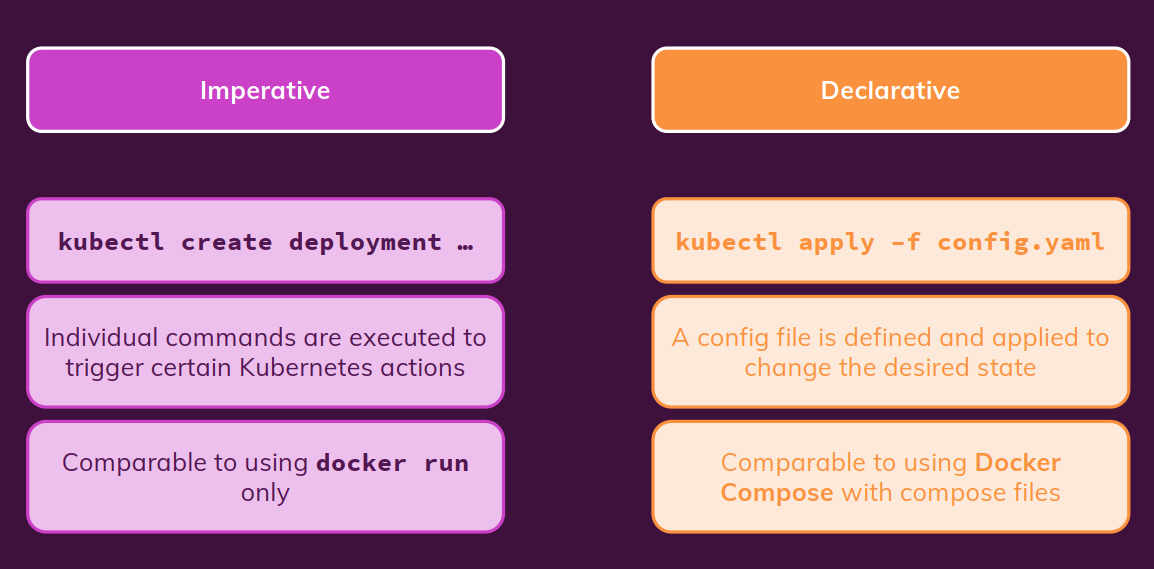 Imperative
Declarative
kubectl create deployment …
kubectl apply -f config.yaml
Individual commands are executed to
trigger certain Kubernetes actions
A config file is defined and applied to
change the desired state
Comparable to using docker run
only
Comparable to using Docker
Compose with compose files